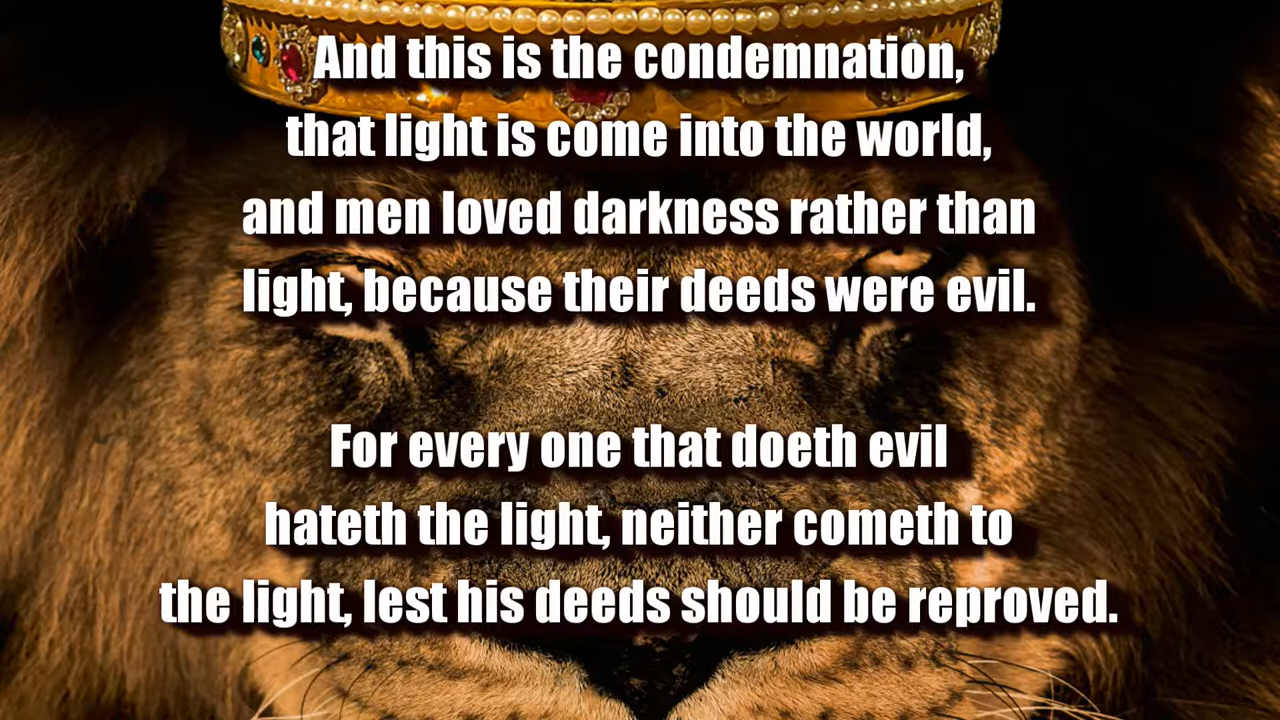 And this is the condemnation,
that light is come into the world,
and men loved darkness rather than
light, because their deeds were evil.
For every one that doeth evil
hateth the light, neither cometh to
the light, lest his deeds should be reproved.